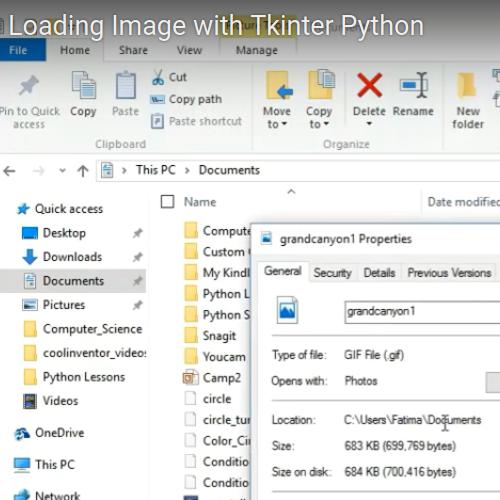 Loading Image with Tkinter Python
File Home Share View Manage
Pin to Quick access
Copy
Paste
Cut
Copy path
Paste shortcut
Move to
Copy to
Delete
Rename
New folder
Clipboard
Organize
This PC > Documents
Name
Date modified
Quick access
Desktop
Downloads
Documents
Pictures
Computer_Science
coolinventor_videos
Python Lessons
Videos
OneDrive
This PC
Network
Compute
Custom
My Kindl
Python L
Python S
Snagit
Youcam
Camp2
circle
circle_tur
Color_Ci
Conditio
Conditio
grandcanyon1 Properties
General Security Details Previous Versions
grandcanyon1
Type of file: GIF File (.gif)
Opens with: Photos
Location: C:\Users\Fatima\Documents
Size: 683 KB (699,769 bytes)
Size on disk: 684 KB (700,416 bytes)